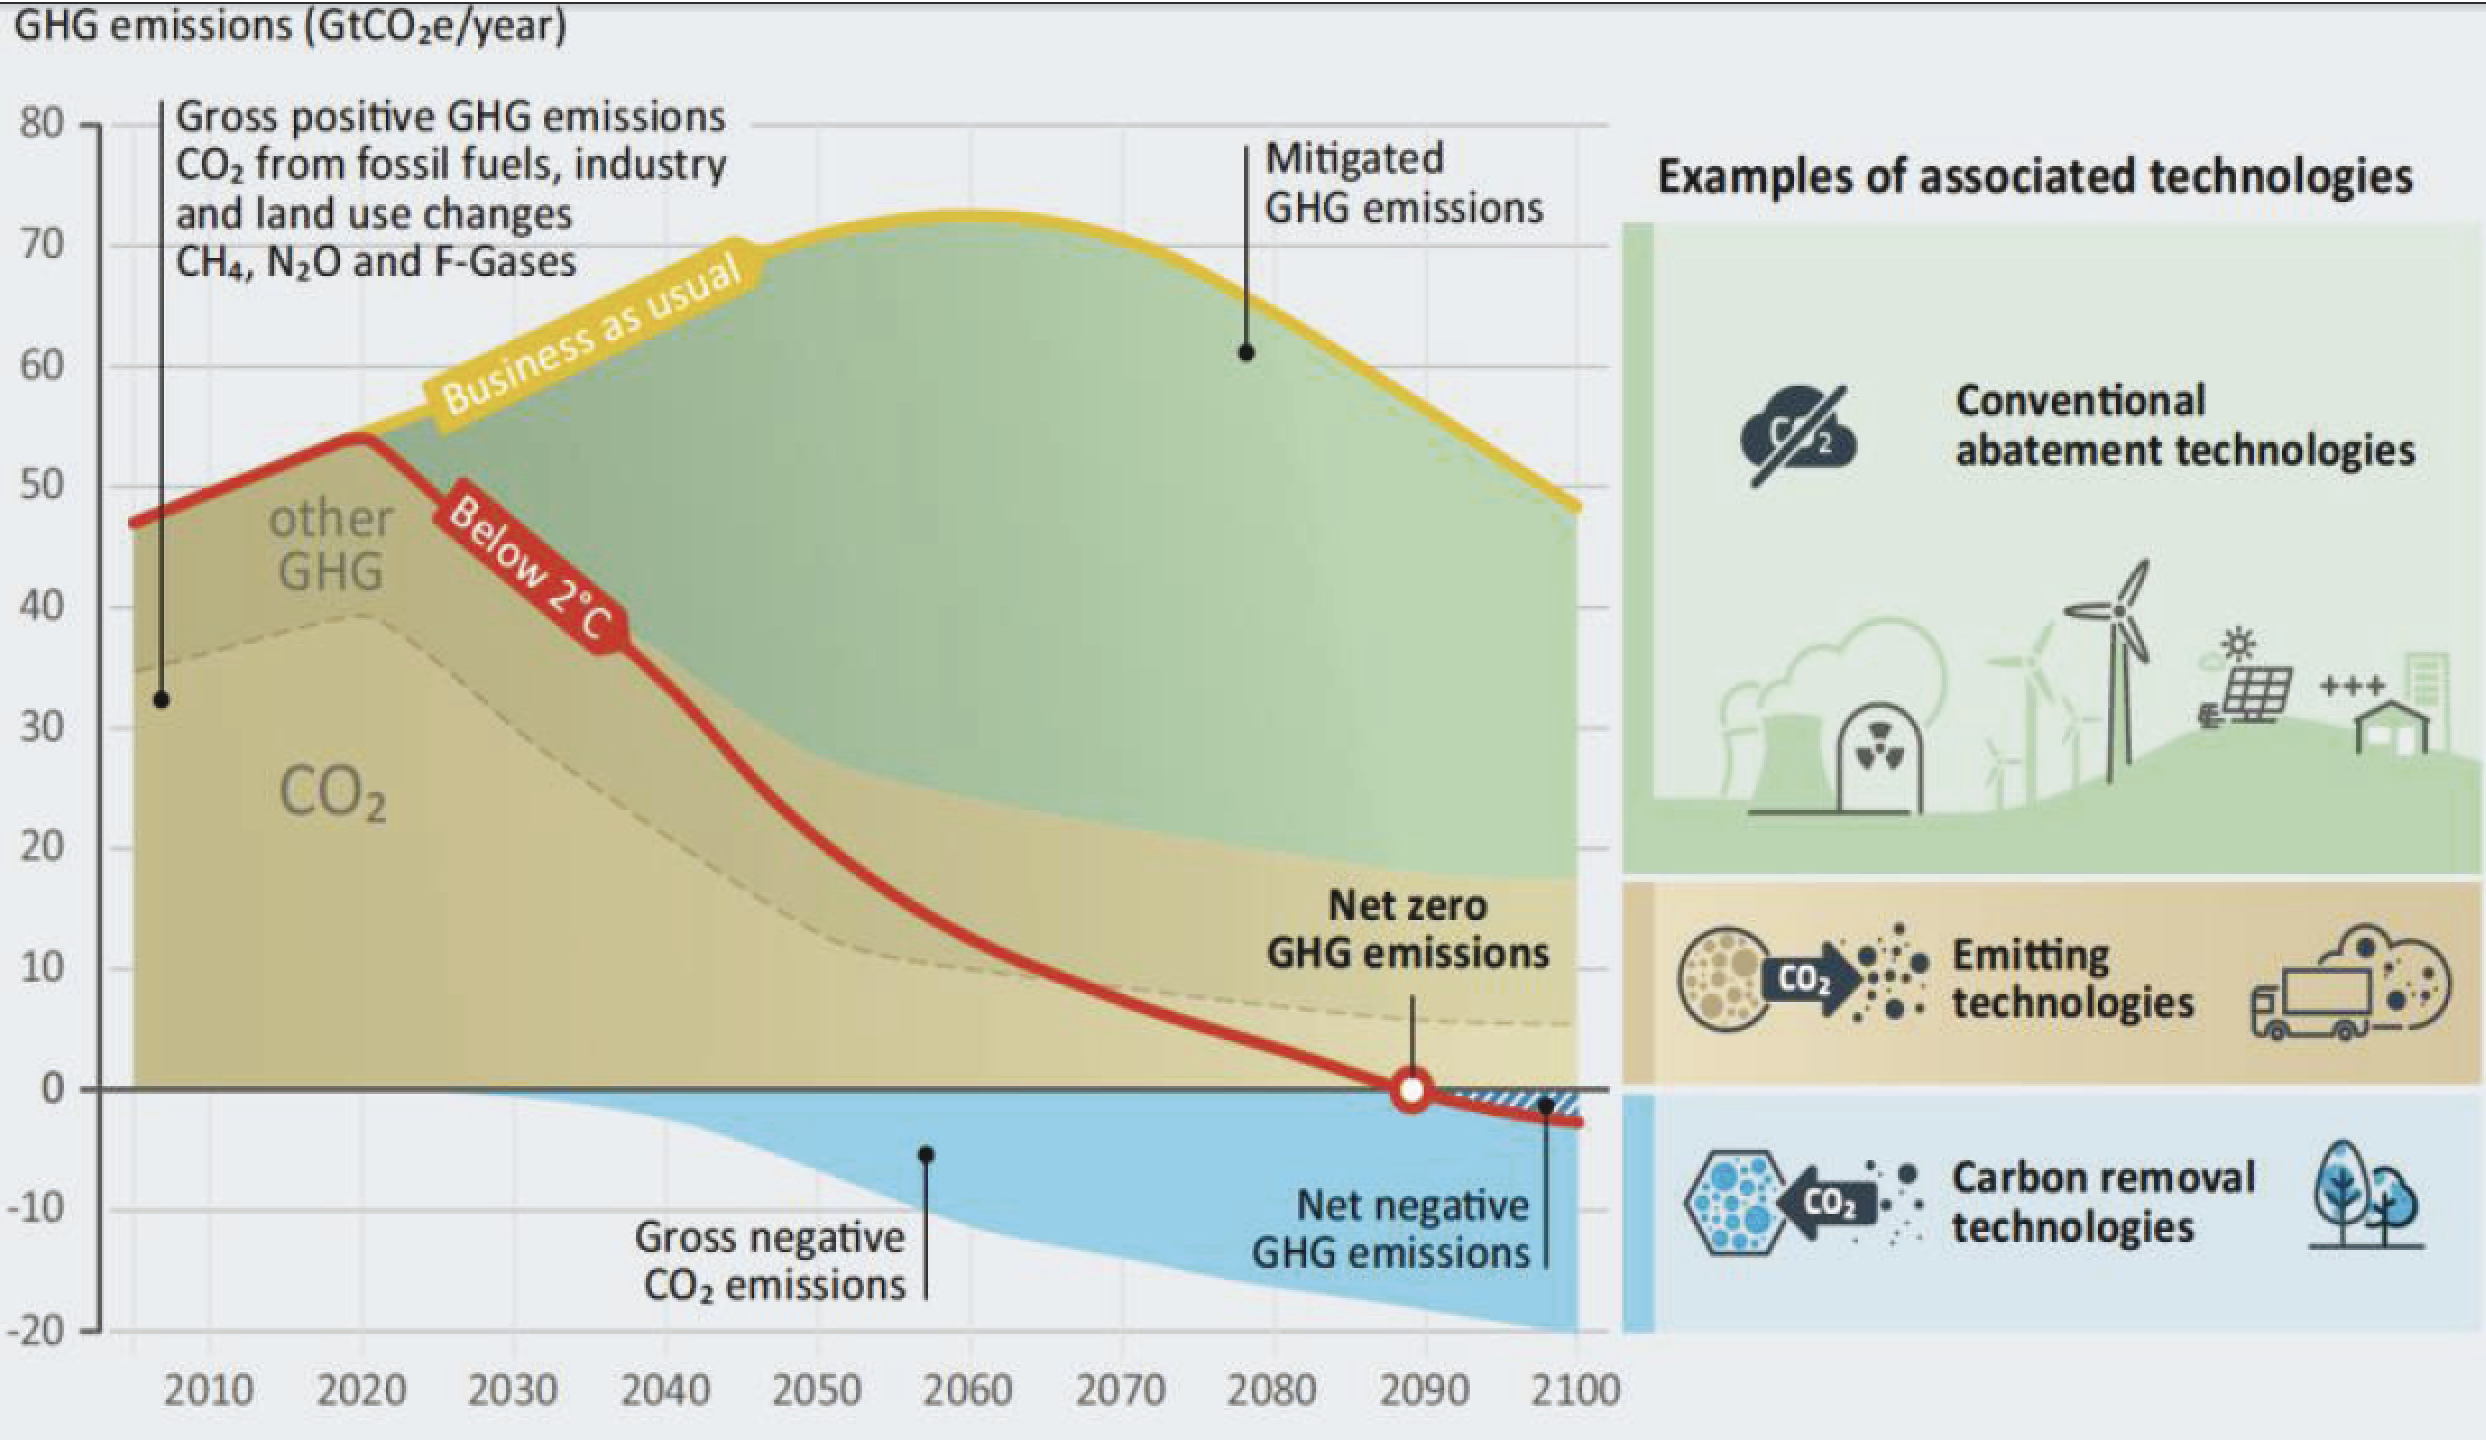 GHG emissions (GtCO₂e/year)
80
70
60
50
40
30
20
10
0
-10
-20
Gross positive GHG emissions
CO₂ from fossil fuels, industry
and land use changes
CH₄, N₂O and F-Gases
Business as usual
Mitigated
GHG emissions
Below 2°C
other
GHG
CO₂
Net zero
GHG emissions
Gross negative
CO₂ emissions
Net negative
GHG emissions
2010 2020 2030 2040 2050 2060 2070 2080 2090 2100
Examples of associated technologies
CO₂
Conventional
abatement technologies
+++
CO₂
Emitting
technologies
CO₂
Carbon removal
technologies